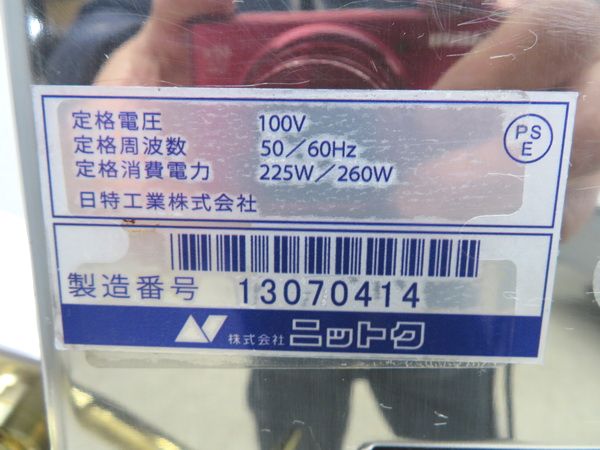 定格電圧 100V
定格周波数 50／60Hz
定格消費電力 225W／260W
日特工業株式会社
PS
E
製造番号 13070414
株式会社 ニットク